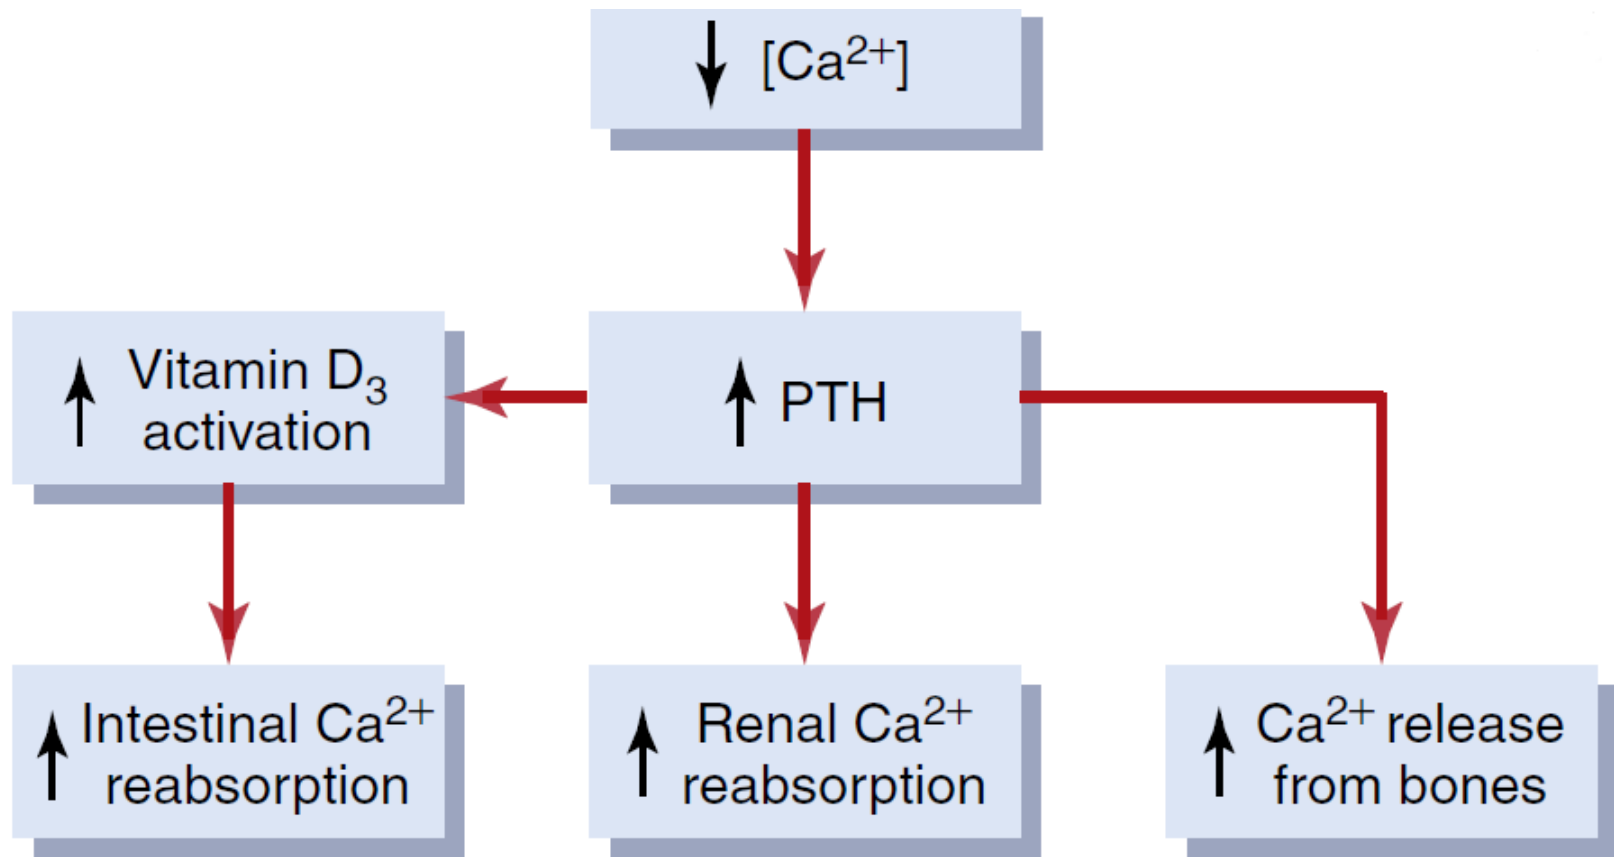 [Ca²⁺]
Vitamin D₃
activation
PTH
Intestinal Ca²⁺
reabsorption
Renal Ca²⁺
reabsorption
Ca²⁺ release
from bones